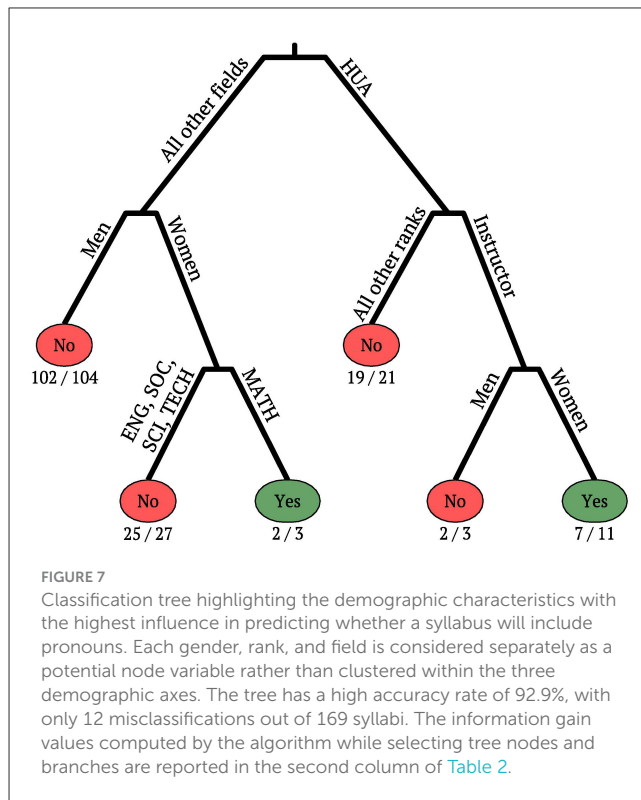 All other fields
HUA
Men
Women
All other ranks
Instructor
No
102 / 104
No
19 / 21
ENG, SOC,
SCI, TECH
MATH
Men
Women
No
25 / 27
Yes
2 / 3
No
2 / 3
Yes
7 / 11
FIGURE 7
Classification tree highlighting the demographic characteristics with
the highest influence in predicting whether a syllabus will include
pronouns. Each gender, rank, and field is considered separately as a
potential node variable rather than clustered within the three
demographic axes. The tree has a high accuracy rate of 92.9%, with
only 12 misclassifications out of 169 syllabi. The information gain
values computed by the algorithm while selecting tree nodes and
branches are reported in the second column of Table 2.